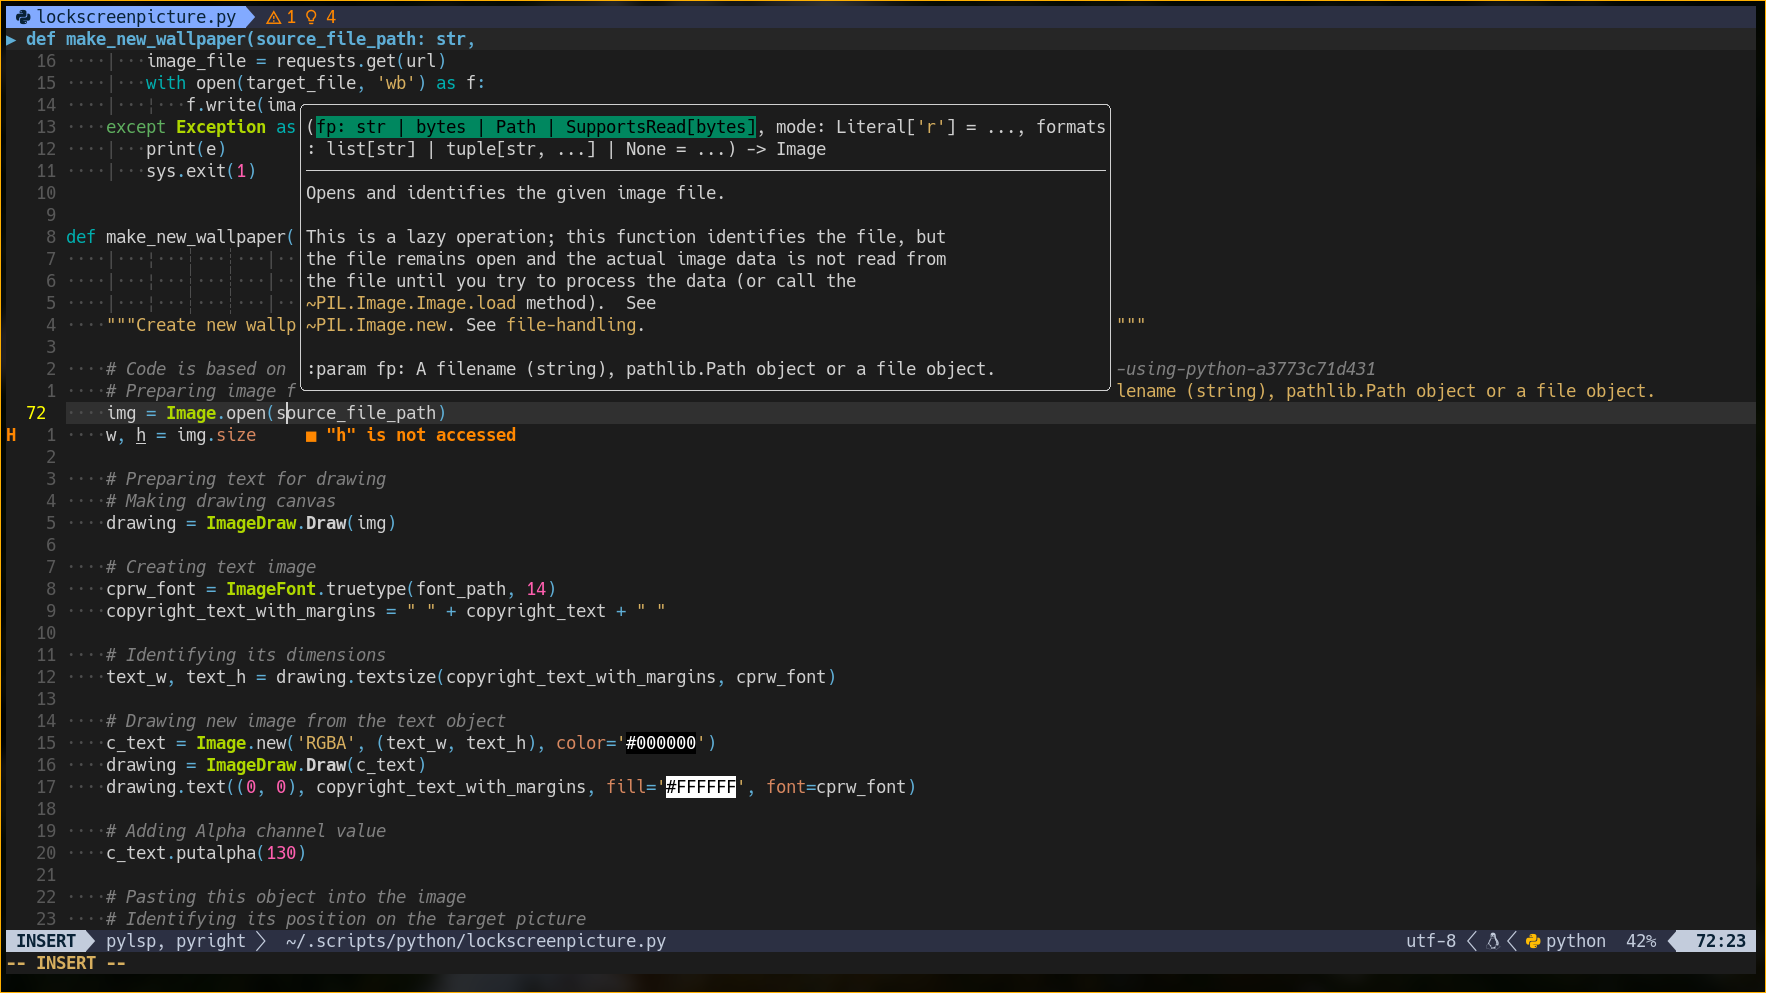 lockscreenpicture.py 1 4
▶ def make_new_wallpaper(source_file_path: str,
16 ····|···image_file = requests.get(url)
15 ····|···with open(target_file, 'wb') as f:
14 ····|···¦···f.write(ima
13 ····except Exception as (fp: str | bytes | Path | SupportsRead[bytes], mode: Literal['r'] = ..., formats
12 ····|···print(e) : list[str] | tuple[str, ...] | None = ...) -> Image
11 ····|···sys.exit(1)
10 Opens and identifies the given image file.
9
8 def make_new_wallpaper( This is a lazy operation; this function identifies the file, but
7 ····|···¦···¦···¦···|·· the file remains open and the actual image data is not read from
6 ····|···¦···¦···¦···|·· the file until you try to process the data (or call the
5 ····|···¦···¦···¦···|·· ~PIL.Image.Image.load method).  See
4 ····"""Create new wallp ~PIL.Image.new. See file-handling. """
3
2 ····# Code is based on :param fp: A filename (string), pathlib.Path object or a file object. -using-python-a3773c71d431
1 ····# Preparing image f lename (string), pathlib.Path object or a file object.
72 ····img = Image.open(source_file_path)
H 1 ····w, h = img.size ■ "h" is not accessed
2
3 ····# Preparing text for drawing
4 ····# Making drawing canvas
5 ····drawing = ImageDraw.Draw(img)
6
7 ····# Creating text image
8 ····cprw_font = ImageFont.truetype(font_path, 14)
9 ····copyright_text_with_margins = " " + copyright_text + " "
10
11 ····# Identifying its dimensions
12 ····text_w, text_h = drawing.textsize(copyright_text_with_margins, cprw_font)
13
14 ····# Drawing new image from the text object
15 ····c_text = Image.new('RGBA', (text_w, text_h), color='#000000')
16 ····drawing = ImageDraw.Draw(c_text)
17 ····drawing.text((0, 0), copyright_text_with_margins, fill='#FFFFFF', font=cprw_font)
18
19 ····# Adding Alpha channel value
20 ····c_text.putalpha(130)
21
22 ····# Pasting this object into the image
23 ····# Identifying its position on the target picture
INSERT pylsp, pyright ~/.scripts/python/lockscreenpicture.py utf-8 python 42% 72:23
-- INSERT --